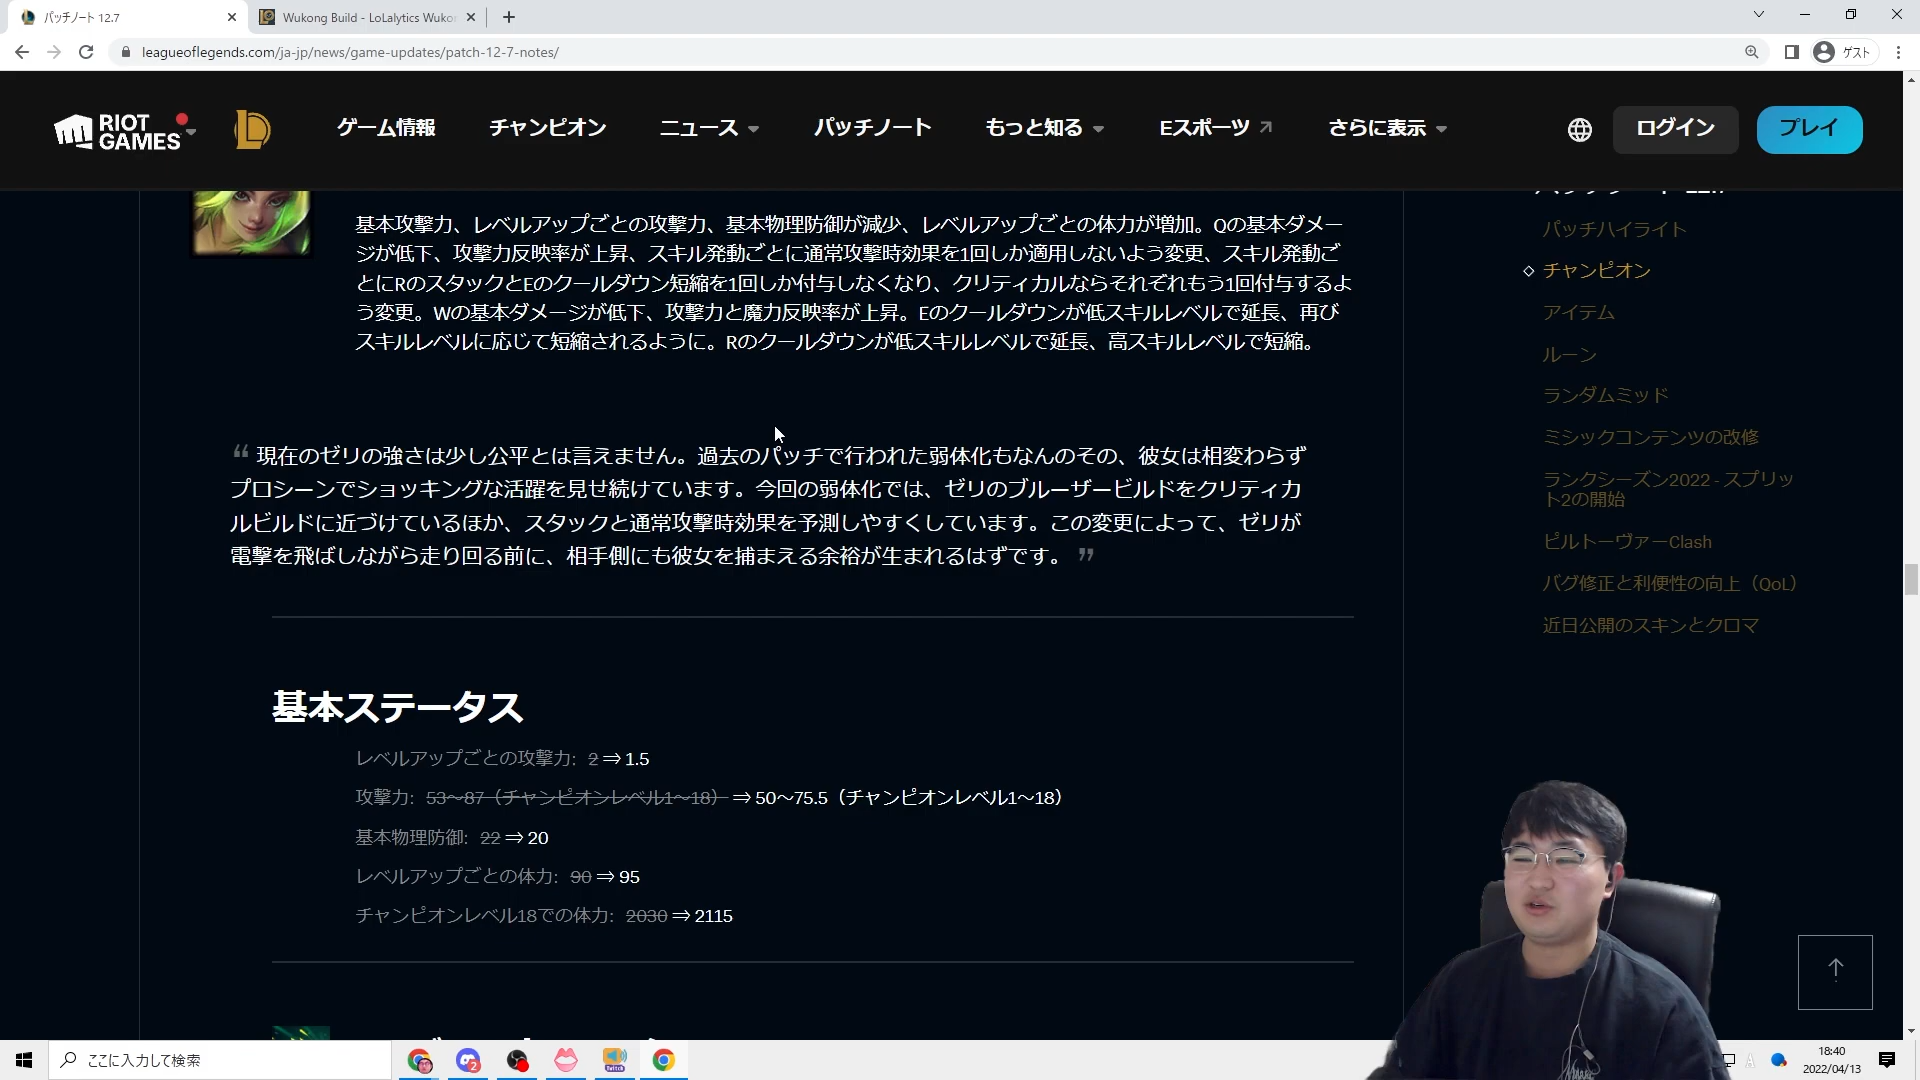 パッチノート 12.7
Wukong Build - LoLalytics Wuko
leagueoflegends.com/ja-jp/news/game-updates/patch-12-7-notes/
ゲスト
RIOT GAMES
ゲーム情報
チャンピオン
ニュース
パッチノート
もっと知る
Eスポーツ
さらに表示
ログイン
プレイ
基本攻撃力、レベルアップごとの攻撃力、基本物理防御が減少、レベルアップごとの体力が増加。Qの基本ダメー
ジが低下、攻撃力反映率が上昇、スキル発動ごとに通常攻撃時効果を1回しか適用しないよう変更、スキル発動ご
とにRのスタックとEのクールダウン短縮を1回しか付与しなくなり、クリティカルならそれぞれもう1回付与するよ
う変更。Wの基本ダメージが低下、攻撃力と魔力反映率が上昇。Eのクールダウンが低スキルレベルで延長、再び
スキルレベルに応じて短縮されるように。Rのクールダウンが低スキルレベルで延長、高スキルレベルで短縮。
“ 現在のゼリの強さは少し公平とは言えません。過去のパッチで行われた弱体化もなんのその、彼女は相変わらず
プロシーンでショッキングな活躍を見せ続けています。今回の弱体化では、ゼリのブルーザービルドをクリティカ
ルビルドに近づけているほか、スタックと通常攻撃時効果を予測しやすくしています。この変更によって、ゼリが
電撃を飛ばしながら走り回る前に、相手側にも彼女を捕まえる余裕が生まれるはずです。 ”
基本ステータス
レベルアップごとの攻撃力: 2 ⇒ 1.5
攻撃力: 53～87（チャンピオンレベル1～18） ⇒ 50～75.5（チャンピオンレベル1～18）
基本物理防御: 22 ⇒ 20
レベルアップごとの体力: 90 ⇒ 95
チャンピオンレベル18での体力: 2030 ⇒ 2115
パッチハイライト
チャンピオン
アイテム
ルーン
ランダムミッド
ミシックコンテンツの改修
ランクシーズン2022 - スプリッ
ト2の開始
ピルトーヴァーClash
バグ修正と利便性の向上（QoL）
近日公開のスキンとクロマ
ここに入力して検索
2
Twitch
A
18:40
2022/04/13